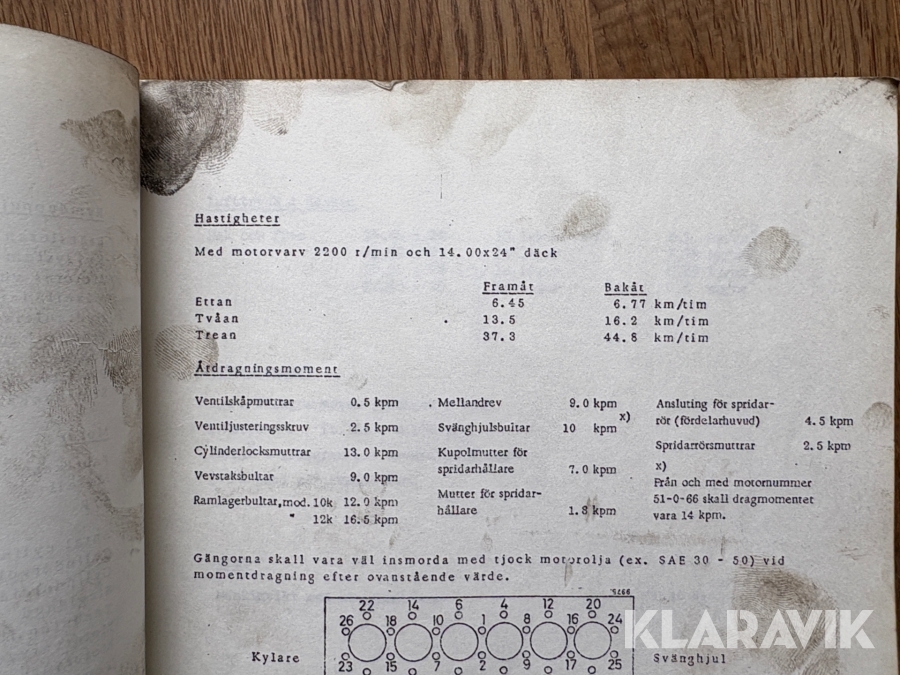 Hastigheter
Med motorvarv 2200 r/min och 14.00x24" däck
Framåt Bakåt
Ettan 6.45 6.77 km/tim
Tvåan 13.5 16.2 km/tim
Trean 37.3 44.8 km/tim
Årdragningsmoment
Ventilskåpmuttrar 0.5 kpm
Ventiljusteringsskruv 2.5 kpm
Cylinderlocksmuttrar 13.0 kpm
Vevstaksbultar 9.0 kpm
Ramlagerbultar, mod. 10k 12.0 kpm
" 12k 16.5 kpm
Mellandrev 9.0 kpm
Svänghjulsbultar 10 kpm x)
Kupolmutter för
spridarhållare 7.0 kpm
Mutter för spridar-
hållare 1.8 kpm
Ansluting för spridar-
rör (fördelarhuvud) 4.5 kpm
Spridarrörsmuttrar 2.5 kpm
x)
Från och med motornummer
51-0-66 skall dragmomentet
vara 14 kpm.
Gängorna skall vara väl insmorda med tjock motorolja (ex. SAE 30 - 50) vid
momentdragning efter ovanstående värde.
22 14 6 4 12 20
26 18 10 1 8 16 24
Kylare Svänghjul
23 15 7 2 9 17 25
KLARAVIK